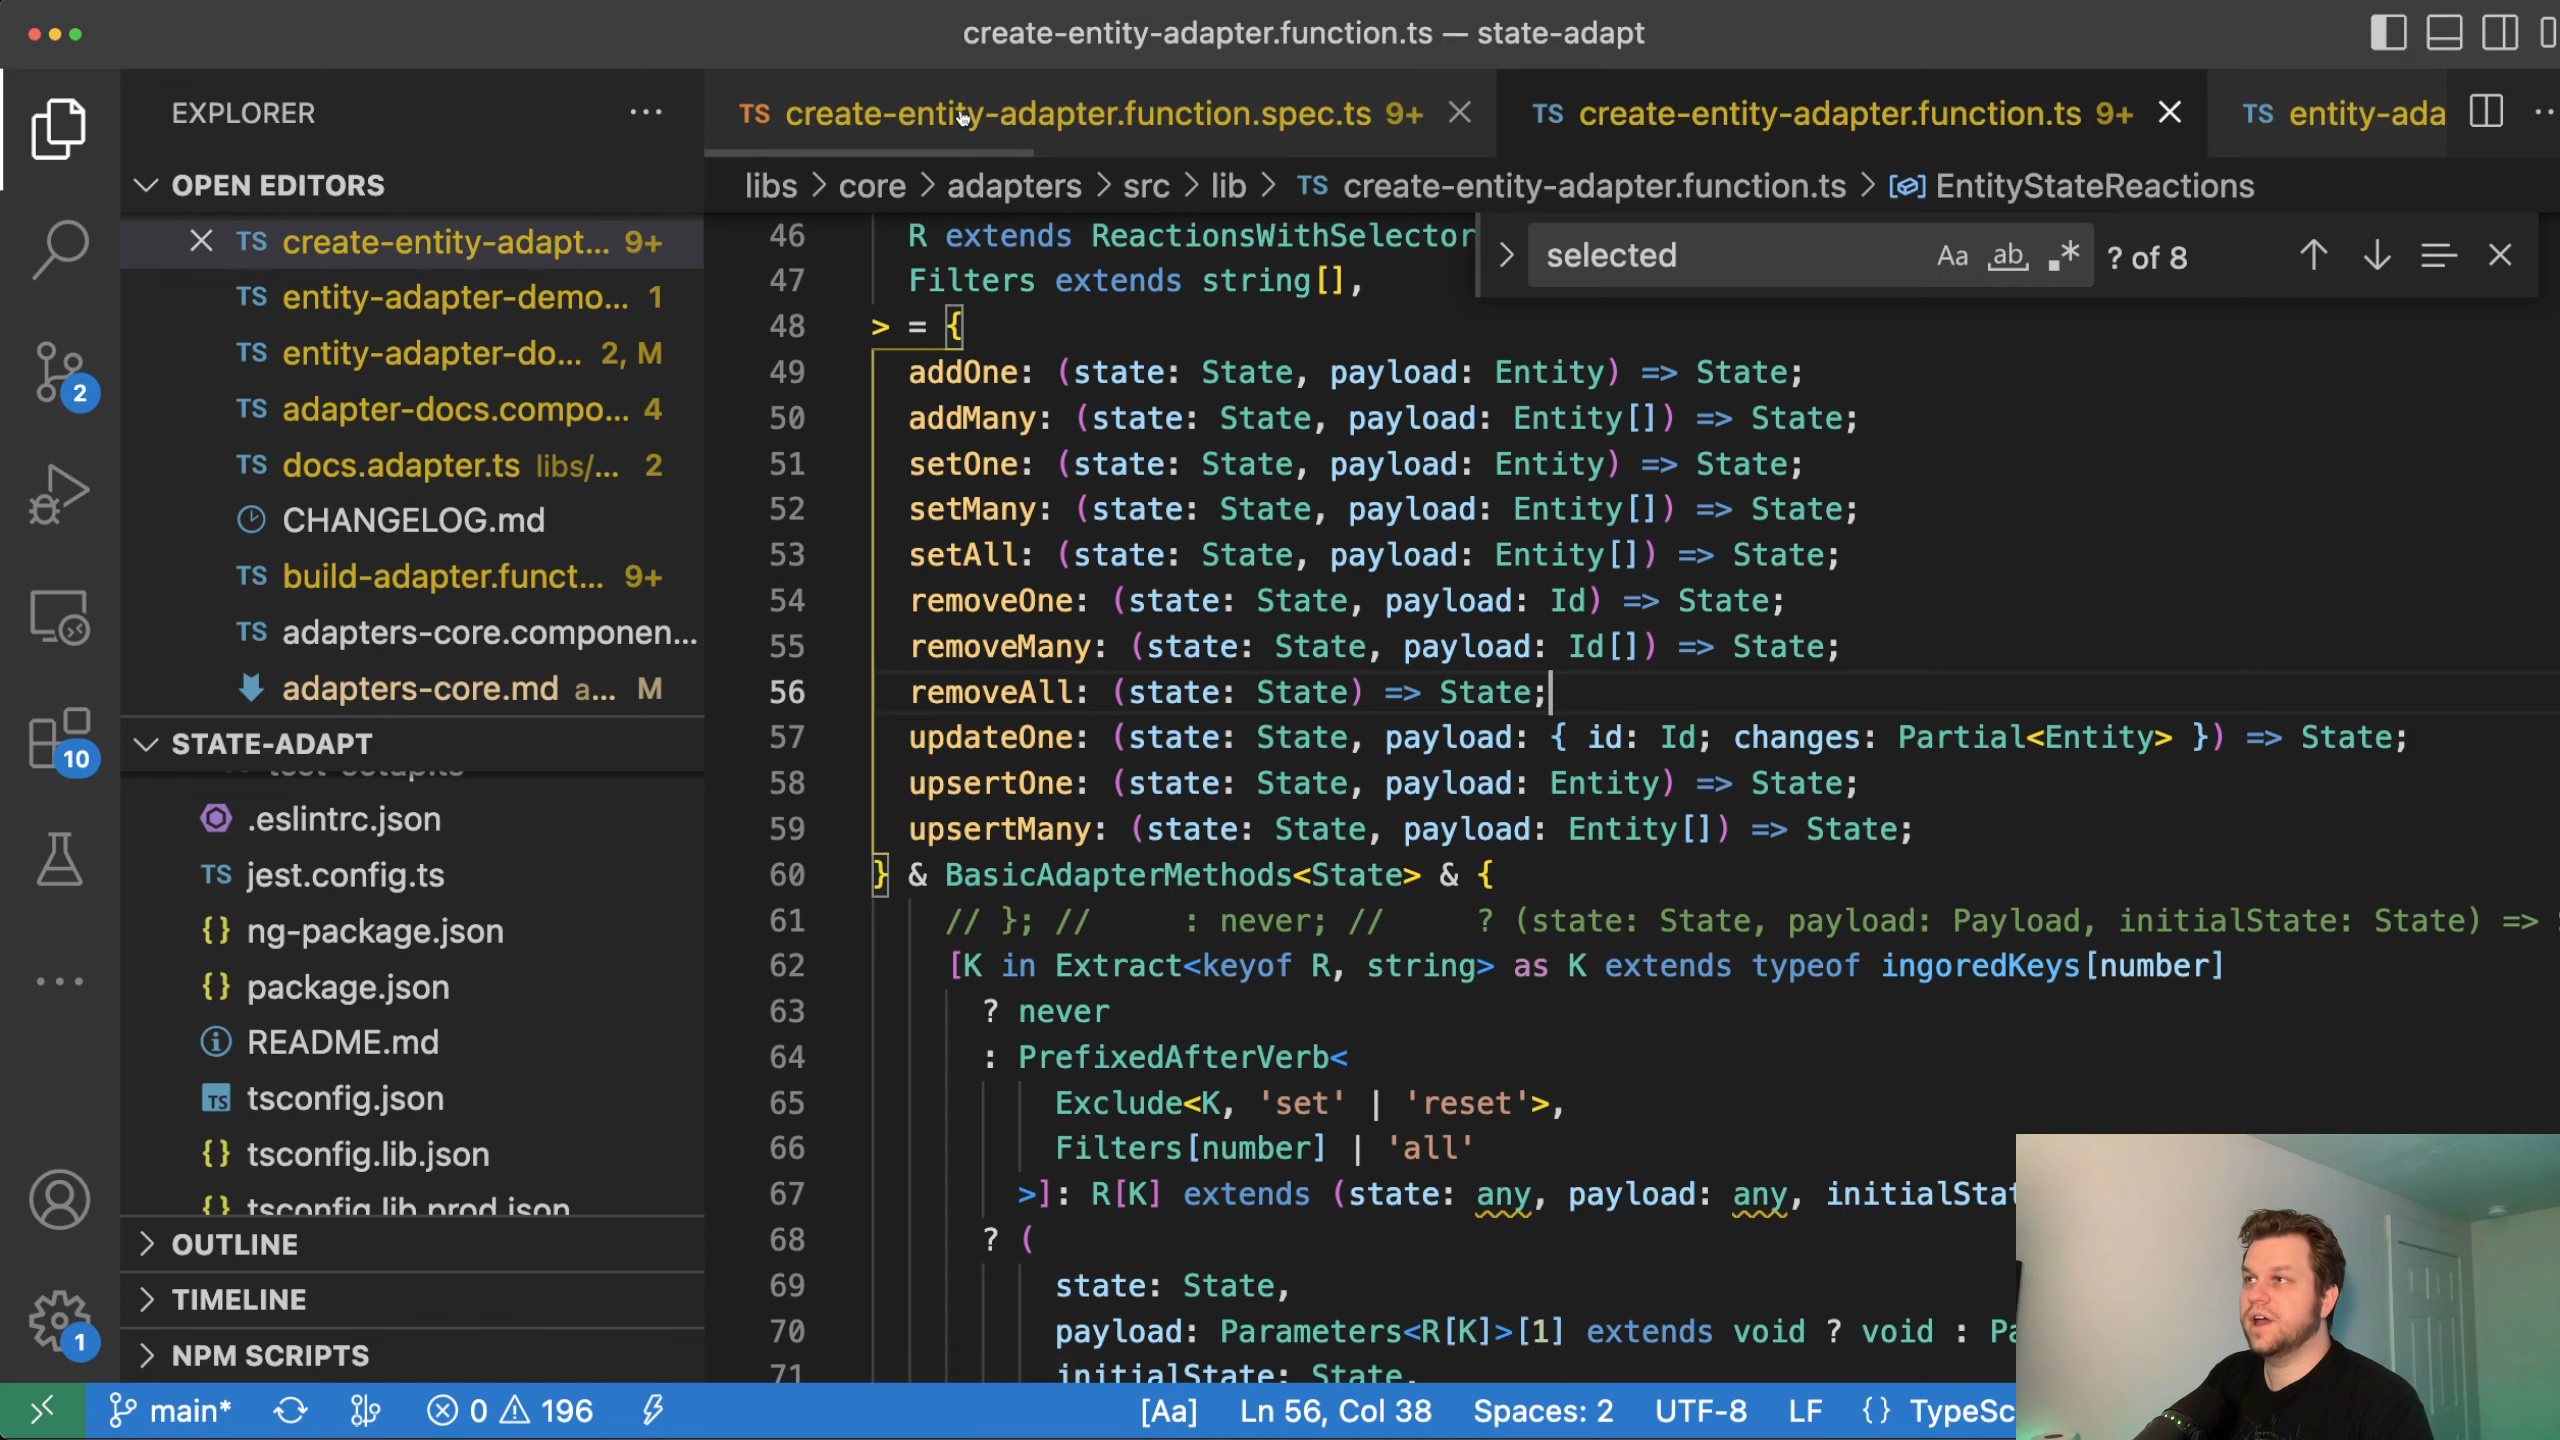 create-entity-adapter.function.ts — state-adapt
EXPLORER
OPEN EDITORS
TS create-entity-adapt... 9+
TS entity-adapter-demo... 1
TS entity-adapter-do... 2, M
TS adapter-docs.compo... 4
TS docs.adapter.ts libs/... 2
CHANGELOG.md
TS build-adapter.funct... 9+
TS adapters-core.componen...
adapters-core.md a... M
STATE-ADAPT
.eslintrc.json
TS jest.config.ts
{} ng-package.json
{} package.json
README.md
TS tsconfig.json
{} tsconfig.lib.json
{} tsconfig.lib.prod.json
OUTLINE
TIMELINE
NPM SCRIPTS
2
10
1
TS create-entity-adapter.function.spec.ts 9+
TS create-entity-adapter.function.ts 9+
TS entity-ada
libs > core > adapters > src > lib > TS create-entity-adapter.function.ts > EntityStateReactions
selected Aa ab .* ? of 8
46 R extends ReactionsWithSelector
47 Filters extends string[],
48 > = {
49 addOne: (state: State, payload: Entity) => State;
50 addMany: (state: State, payload: Entity[]) => State;
51 setOne: (state: State, payload: Entity) => State;
52 setMany: (state: State, payload: Entity[]) => State;
53 setAll: (state: State, payload: Entity[]) => State;
54 removeOne: (state: State, payload: Id) => State;
55 removeMany: (state: State, payload: Id[]) => State;
56 removeAll: (state: State) => State;
57 updateOne: (state: State, payload: { id: Id; changes: Partial<Entity> }) => State;
58 upsertOne: (state: State, payload: Entity) => State;
59 upsertMany: (state: State, payload: Entity[]) => State;
60 } & BasicAdapterMethods<State> & {
61 // }; // : never; // ? (state: State, payload: Payload, initialState: State) =>
62 [K in Extract<keyof R, string> as K extends typeof ingoredKeys[number]
63 ? never
64 : PrefixedAfterVerb<
65 Exclude<K, 'set' | 'reset'>,
66 Filters[number] | 'all'
67 >]: R[K] extends (state: any, payload: any, initialStat
68 ? (
69 state: State,
70 payload: Parameters<R[K]>[1] extends void ? void : Pa
71 initialState: State,
main* 0 196 [Aa] Ln 56, Col 38 Spaces: 2 UTF-8 LF {} TypeSc